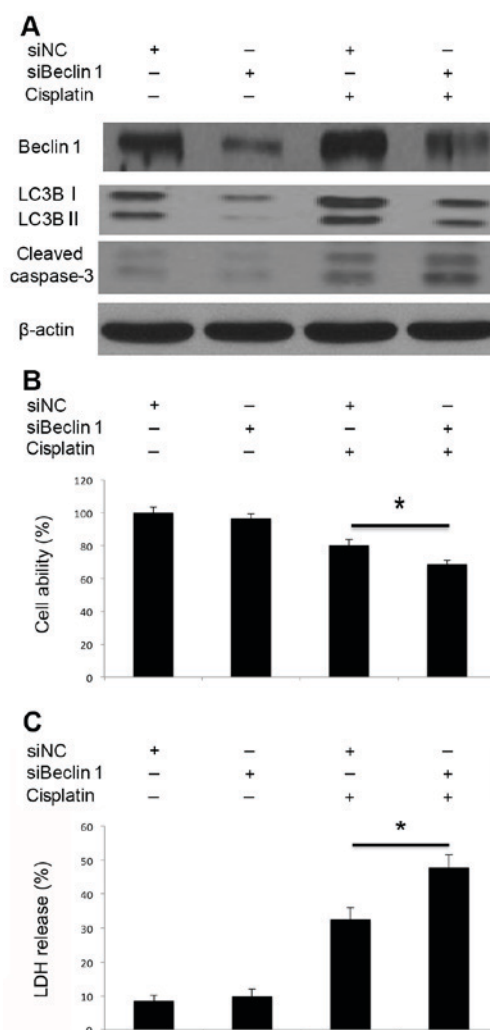 A
siNC + – + –
siBeclin 1 – + – +
Cisplatin – – + +
Beclin 1
LC3B I
LC3B II
Cleaved
caspase-3
β-actin
B
siNC + – + –
siBeclin 1 – + – +
Cisplatin – – + +
120
100
80
60
40
20
0
Cell ability (%)
*
C
siNC + – + –
siBeclin 1 – + – +
Cisplatin – – + +
60
50
40
30
20
10
0
LDH release (%)
*